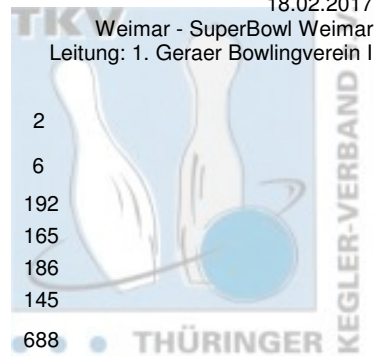 18.02.2017
TKV
Weimar - SuperBowl Weimar
Leitung: 1. Geraer Bowlingverein I
2
6
192
165
186
145
688
THÜRINGER
KEGLER-VERBAND